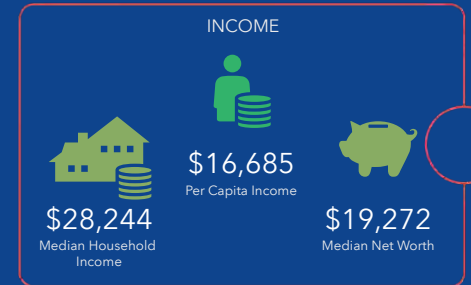 INCOME
$16,685
Per Capita Income
$28,244
Median Household
Income
$19,272
Median Net Worth